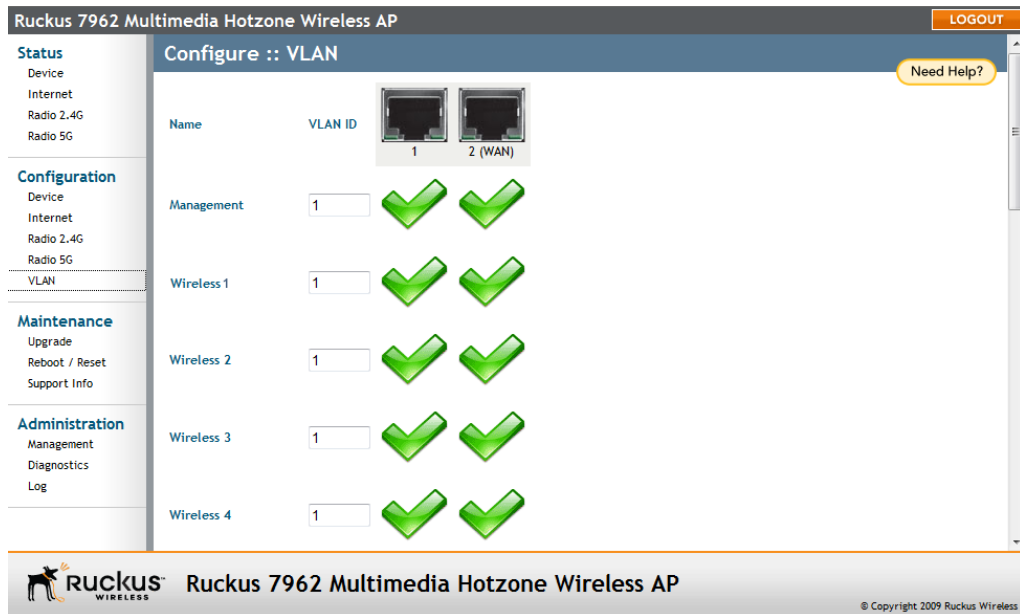 Ruckus 7962 Multimedia Hotzone Wireless AP
LOGOUT
Status
Device
Internet
Radio 2.4G
Radio 5G
Configuration
Device
Internet
Radio 2.4G
Radio 5G
VLAN
Maintenance
Upgrade
Reboot / Reset
Support Info
Administration
Management
Diagnostics
Log
Configure :: VLAN
Need Help?
Name VLAN ID 1 2 (WAN)
Management 1
Wireless 1 1
Wireless 2 1
Wireless 3 1
Wireless 4 1
RUCKUS WIRELESS
Ruckus 7962 Multimedia Hotzone Wireless AP
© Copyright 2009 Ruckus Wireless